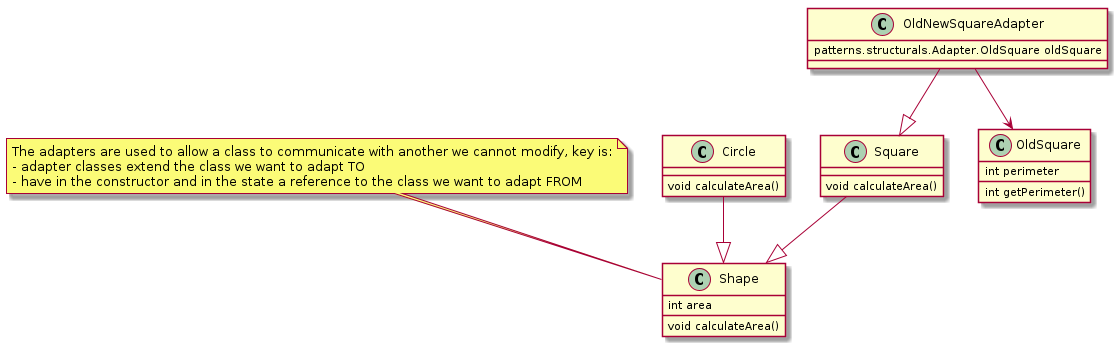 C OldNewSquareAdapter
patterns.structurals.Adapter.OldSquare oldSquare
The adapters are used to allow a class to communicate with another we cannot modify, key is:
- adapter classes extend the class we want to adapt TO
- have in the constructor and in the state a reference to the class we want to adapt FROM
C Circle
void calculateArea()
C Square
void calculateArea()
C OldSquare
int perimeter
int getPerimeter()
C Shape
int area
void calculateArea()